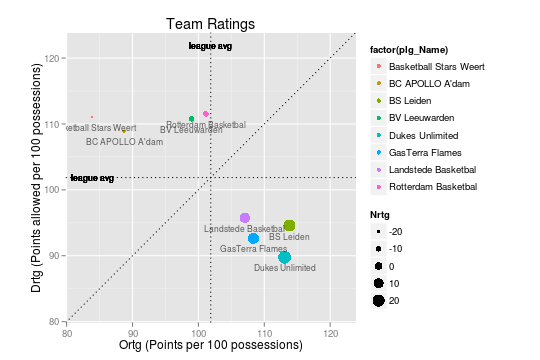 Team Ratings
league avg
120
110
100
90
80
Drtg (Points allowed per 100 possessions)
ketball Stars Weert
BC APOLLO A'dam
Rotterdam Basketbal
BV Leeuwarden
league avg
Landstede Basketbal
BS Leiden
GasTerra Flames
Dukes Unlimited
80 90 100 110 120
Ortg (Points per 100 possessions)
factor(plg_Name)
Basketball Stars Weert
BC APOLLO A'dam
BS Leiden
BV Leeuwarden
Dukes Unlimited
GasTerra Flames
Landstede Basketbal
Rotterdam Basketbal
Nrtg
-20
-10
0
10
20